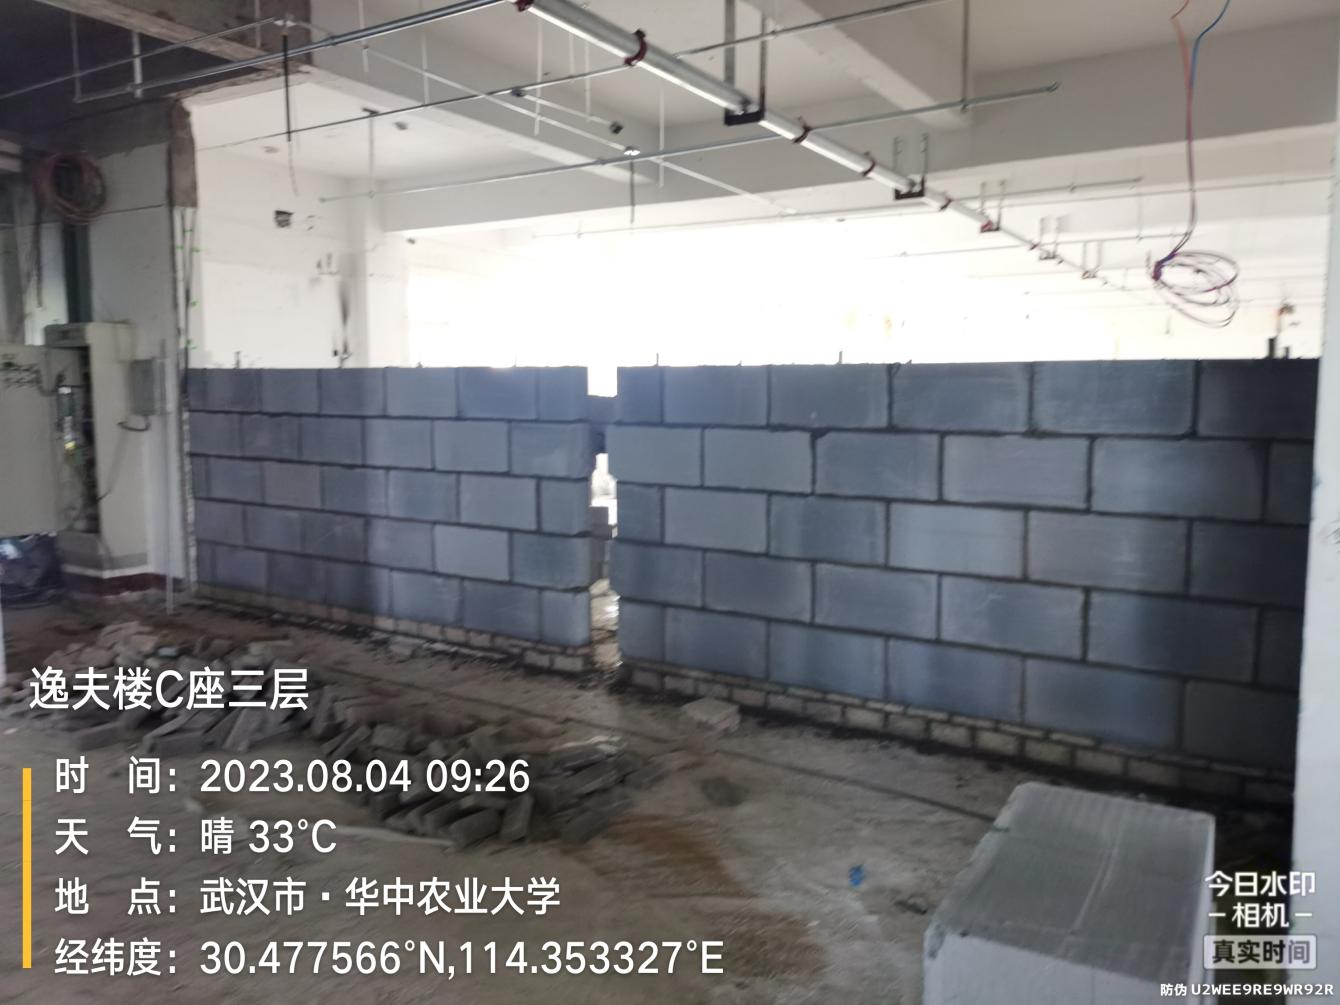 逸夫楼C座三层
时 间：2023.08.04 09:26
天 气：晴 33℃
地 点：武汉市·华中农业大学
经纬度：30.477566°N,114.353327°E
今日水印
-相机-
真实时间
防伪 U2WEE9RE9WR92R